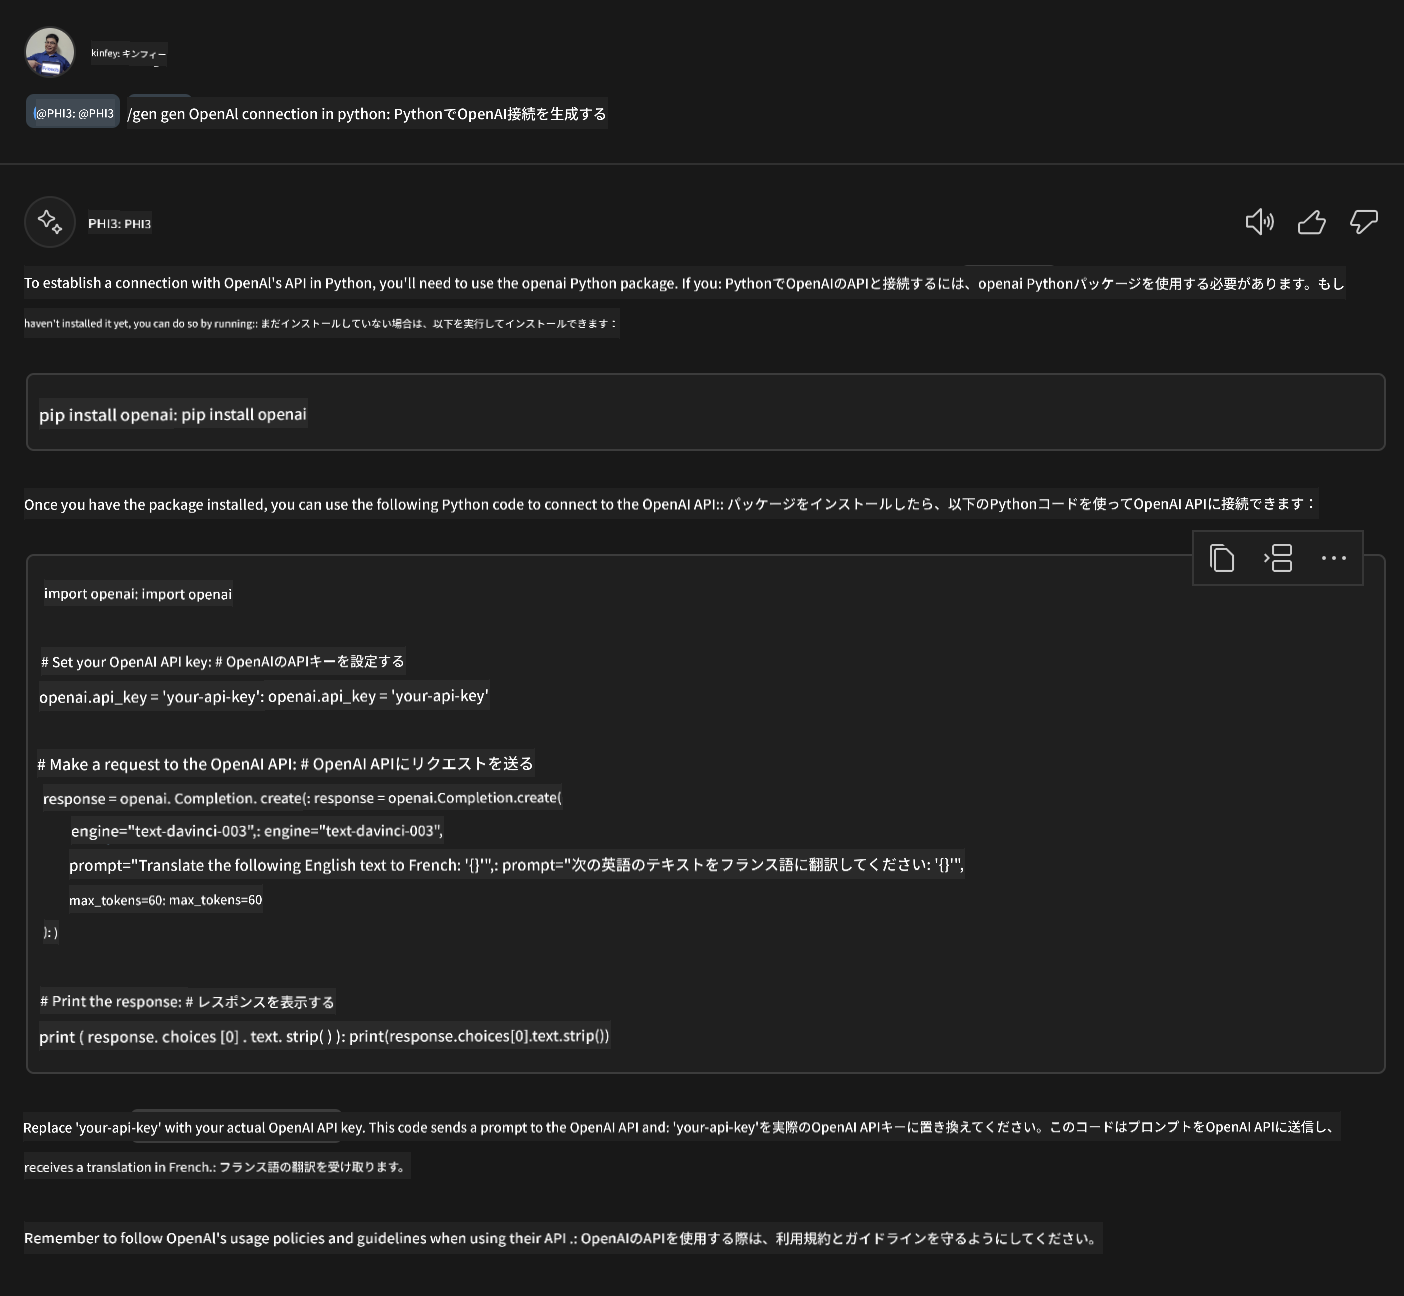 kinfey: キンフィー
@PHI3: @PHI3 /gen gen OpenAl connection in python: PythonでOpenAI接続を生成する
PHI3: PHI3
To establish a connection with OpenAl's API in Python, you'll need to use the openai Python package. If you: PythonでOpenAIのAPIと接続するには、openai Pythonパッケージを使用する必要があります。もし
haven't installed it yet, you can do so by running:: まだインストールしていない場合は、以下を実行してインストールできます：
pip install openai: pip install openai
Once you have the package installed, you can use the following Python code to connect to the OpenAI API:: パッケージをインストールしたら、以下のPythonコードを使ってOpenAI APIに接続できます：
import openai: import openai
# Set your OpenAI API key: # OpenAIのAPIキーを設定する
openai.api_key = 'your-api-key': openai.api_key = 'your-api-key'
# Make a request to the OpenAI API: # OpenAI APIにリクエストを送る
response = openai. Completion. create(: response = openai.Completion.create(
engine="text-davinci-003",: engine="text-davinci-003",
prompt="Translate the following English text to French: '{}'",: prompt="次の英語のテキストをフランス語に翻訳してください: '{}'",
max_tokens=60: max_tokens=60
): )
# Print the response: # レスポンスを表示する
print ( response. choices [0] . text. strip( ) ): print(response.choices[0].text.strip())
Replace 'your-api-key' with your actual OpenAI API key. This code sends a prompt to the OpenAI API and: 'your-api-key'を実際のOpenAI APIキーに置き換えてください。このコードはプロンプトをOpenAI APIに送信し、
receives a translation in French.: フランス語の翻訳を受け取ります。
Remember to follow OpenAl's usage policies and guidelines when using their API .: OpenAIのAPIを使用する際は、利用規約とガイドラインを守るようにしてください。